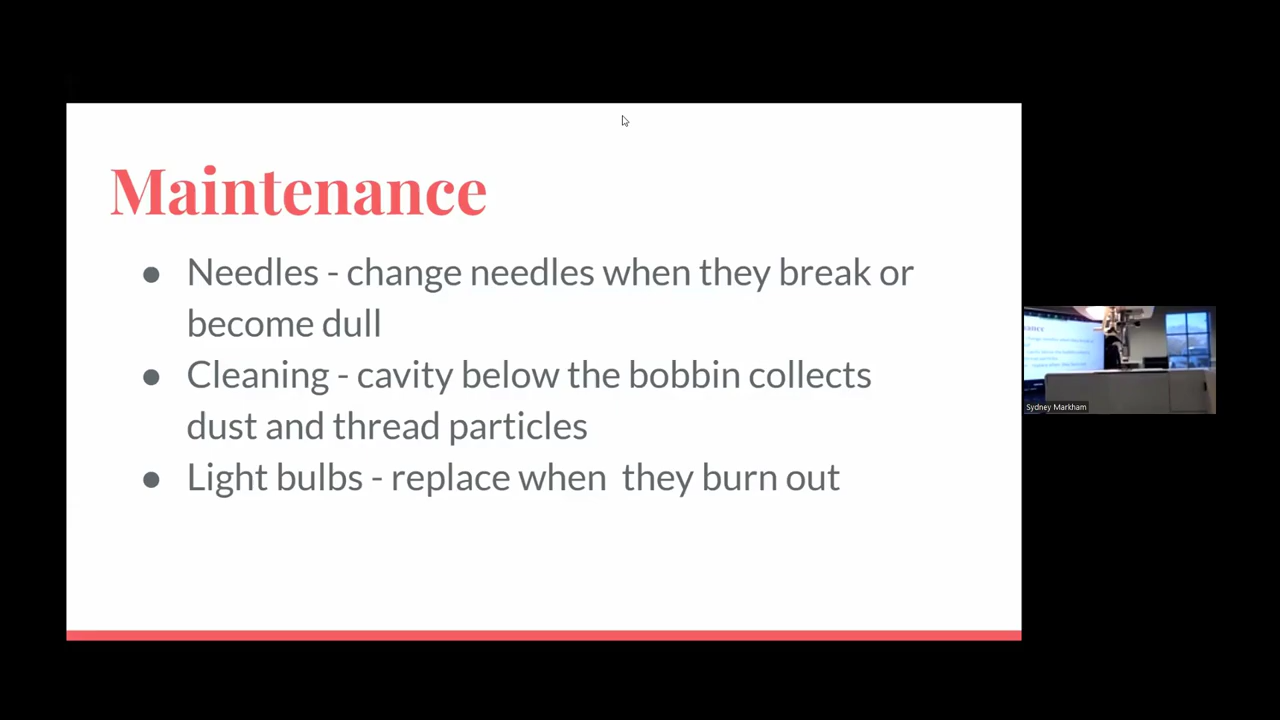 Maintenance
● Needles - change needles when they break or
become dull
● Cleaning - cavity below the bobbin collects
dust and thread particles
● Light bulbs - replace when  they burn out
Sydney Markham